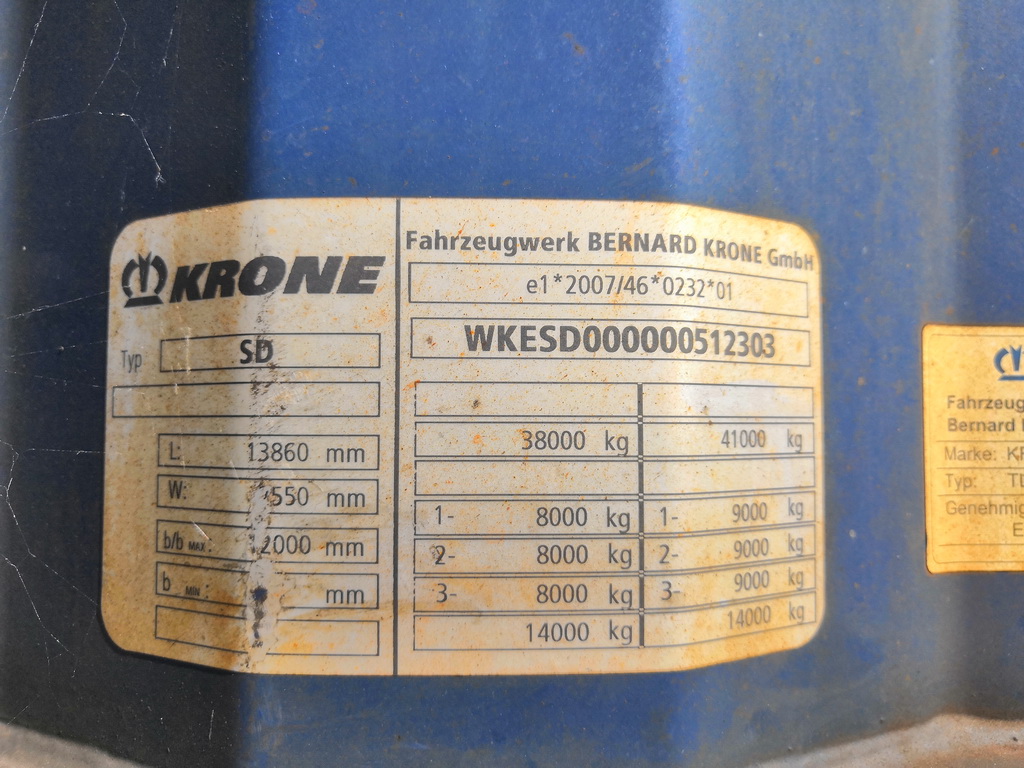 KRONE
Typ SD
L: 13860 mm
W: 550 mm
b/b MAX: 2000 mm
b MIN: mm
Fahrzeugwerk BERNARD KRONE GmbH
e1*2007/46*0232*01
WKESD000000512303
38000 kg 41000 kg
1- 8000 kg 1- 9000 kg
2- 8000 kg 2- 9000 kg
3- 8000 kg 3- 9000 kg
14000 kg 14000 kg
Fahrzeug
Bernard
Marke: KR
Typ:
Genehmig
E